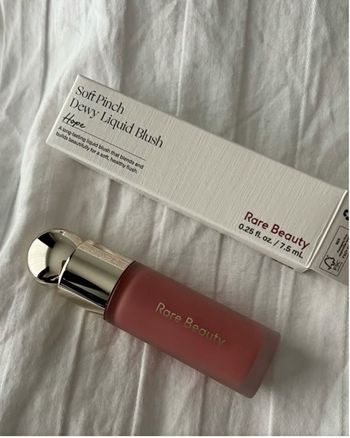 Soft Pinch
Dewy Liquid Blush
Hope
A long-lasting liquid blush that blends and
builds beautifully for a soft, healthy flush.
Rare Beauty
0.25 fl. oz. / 7.5 mL
Rare Beauty